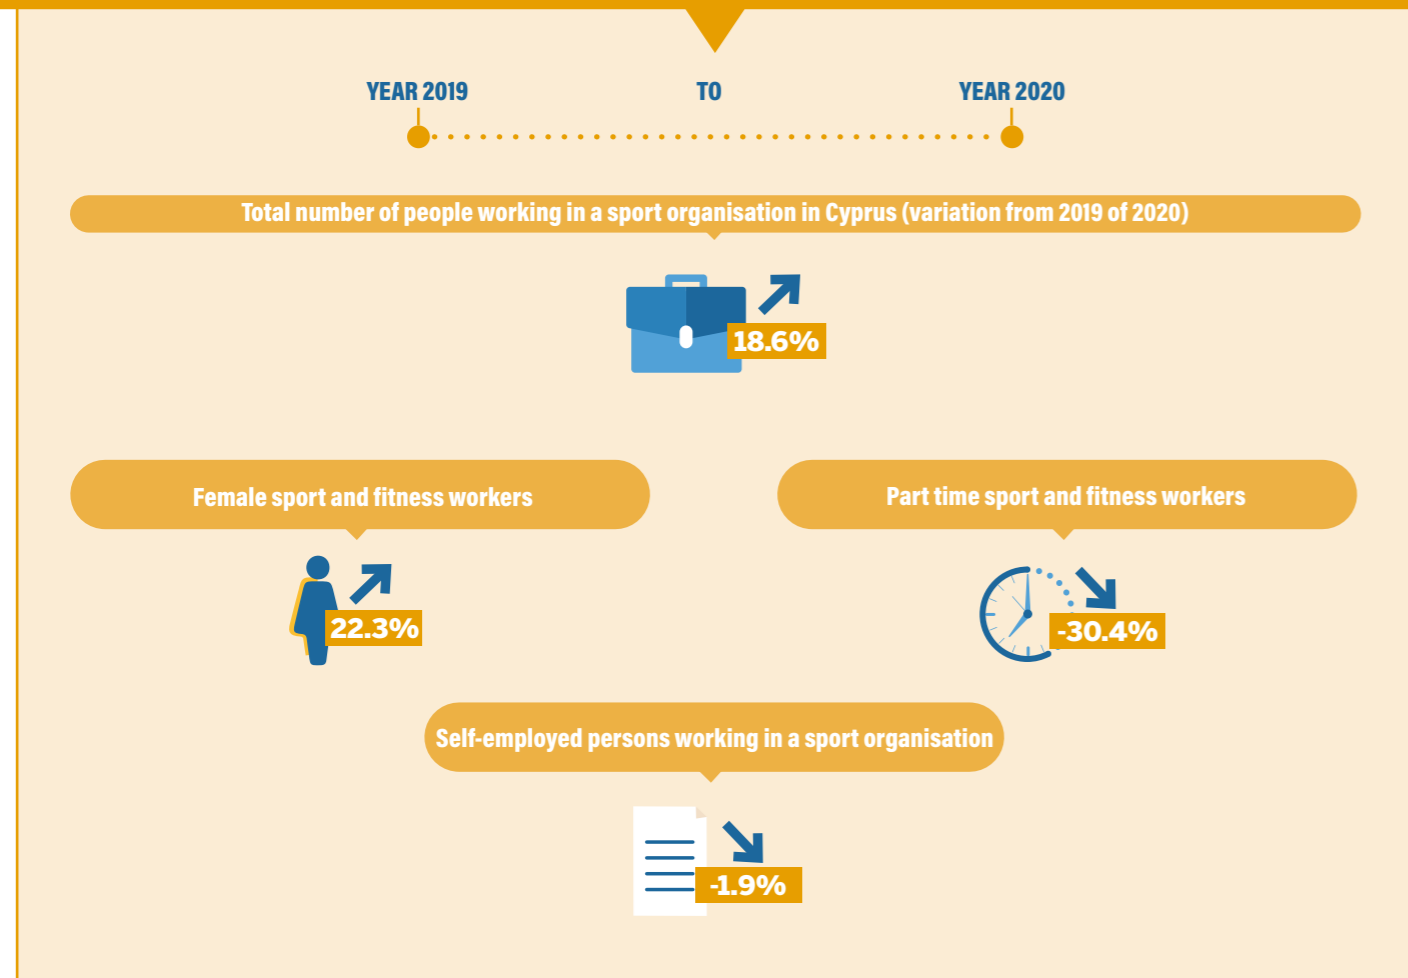 YEAR 2019 TO YEAR 2020
Total number of people working in a sport organisation in Cyprus (variation from 2019 of 2020)
18.6%
Female sport and fitness workers
22.3%
Part time sport and fitness workers
-30.4%
Self-employed persons working in a sport organisation
-1.9%